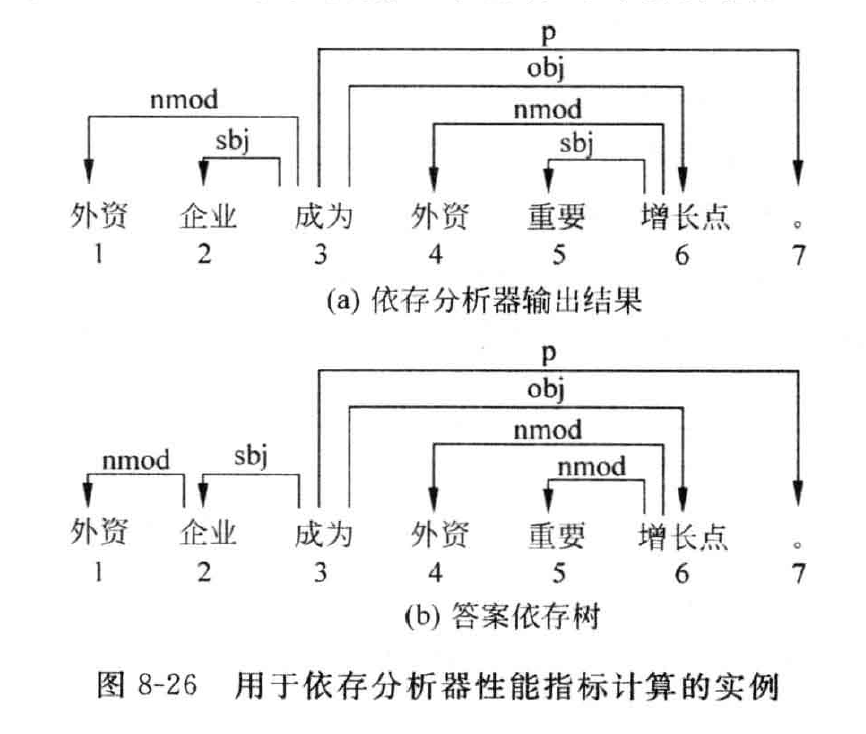 p
obj
nmod nmod
sbj sbj
外资 企业 成为 外资 重要 增长点 。
1 2 3 4 5 6 7
(a) 依存分析器输出结果
p
obj
nmod
nmod sbj nmod
外资 企业 成为 外资 重要 增长点 。
1 2 3 4 5 6 7
(b) 答案依存树
图 8-26 用于依存分析器性能指标计算的实例